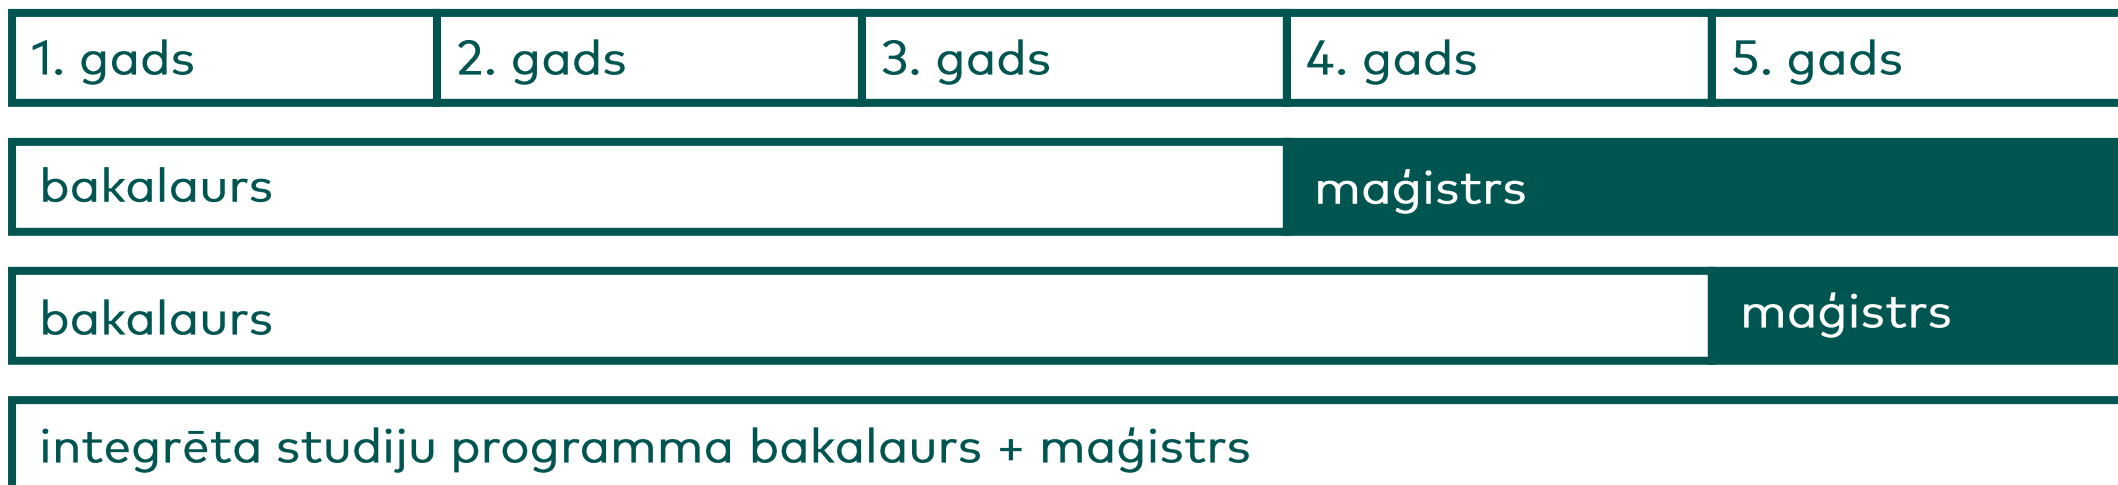 1. gads 2. gads 3. gads 4. gads 5. gads
bakalaurs maģistrs
bakalaurs maģistrs
integrēta studiju programma bakalaurs + maģistrs